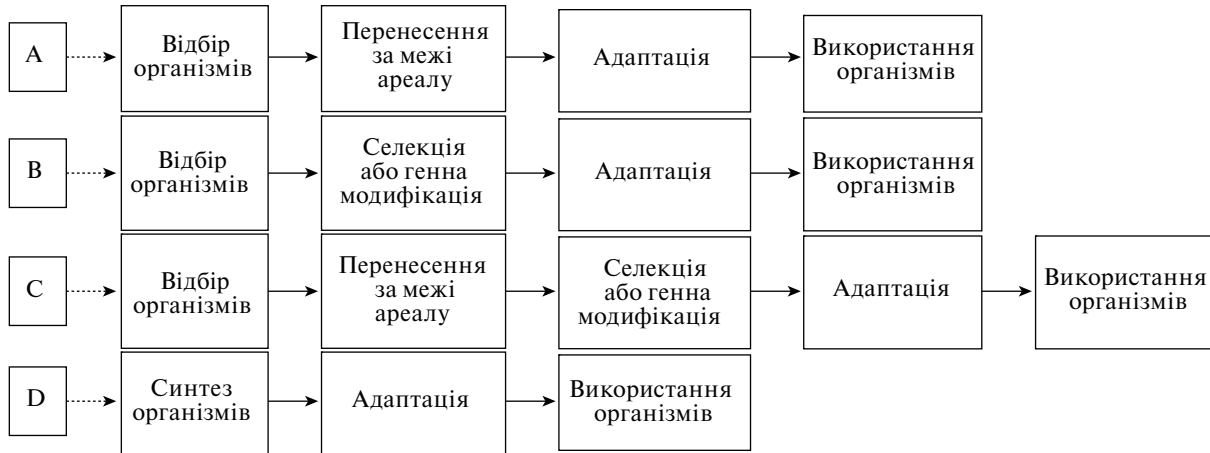 A
Відбір
організмів
Перенесення
за межі
ареалу
Адаптація
Використання
організмів
B
Відбір
організмів
Селекція
або генна
модифікація
Адаптація
Використання
організмів
C
Відбір
організмів
Перенесення
за межі
ареалу
Селекція
або генна
модифікація
Адаптація
Використання
організмів
D
Синтез
організмів
Адаптація
Використання
організмів